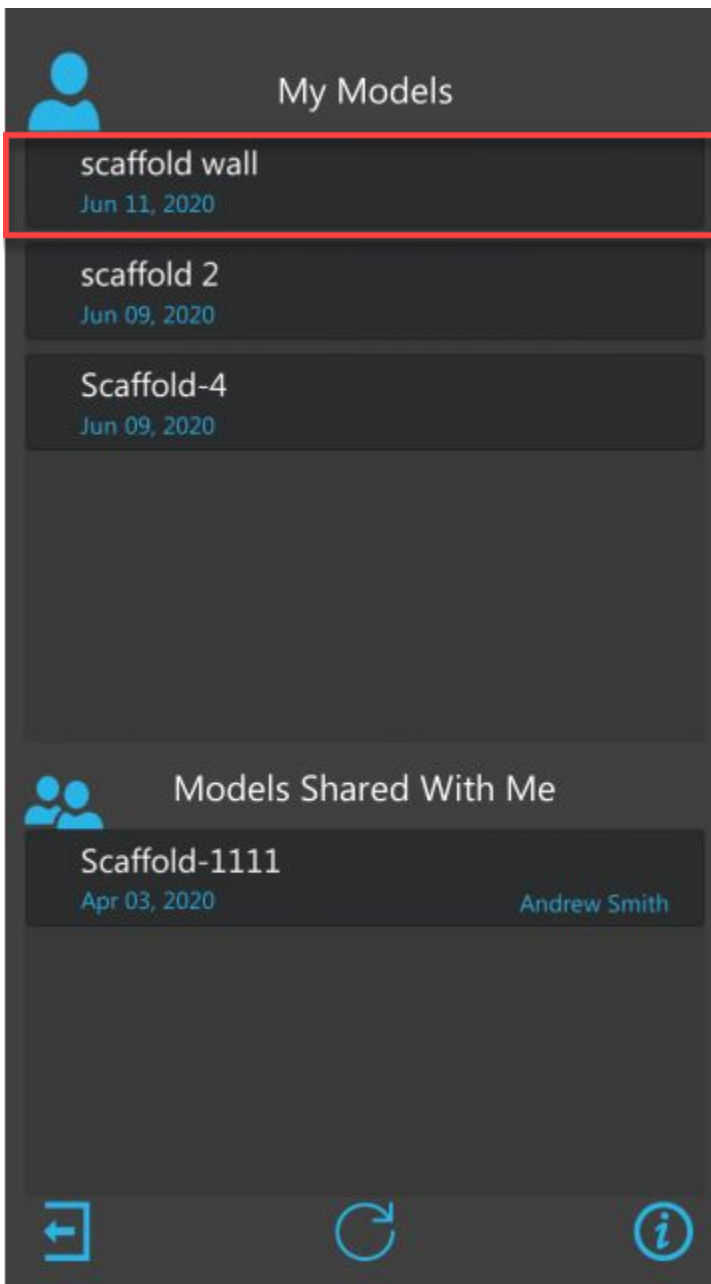 My Models
scaffold wall
Jun 11, 2020
scaffold 2
Jun 09, 2020
Scaffold-4
Jun 09, 2020
Models Shared With Me
Scaffold-1111
Apr 03, 2020 Andrew Smith
i